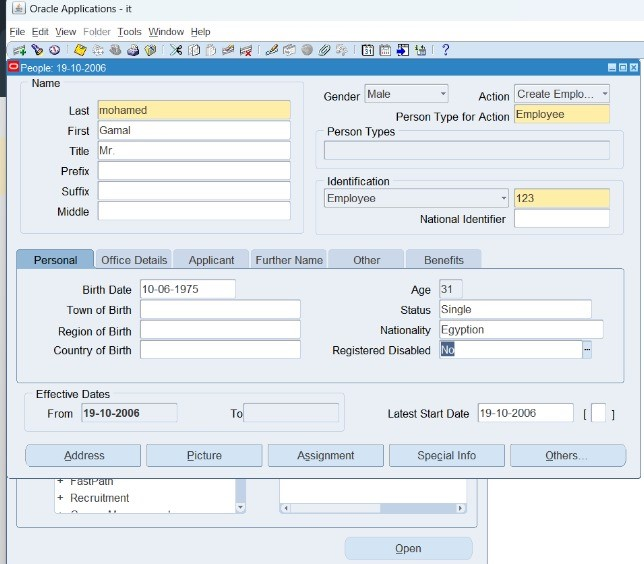 Oracle Applications - it
File Edit View Folder Tools Window Help
People: 19-10-2006
Name
Last mohamed
First Gamal
Title Mr.
Prefix
Suffix
Middle
Gender Male Action Create Emplo...
Person Type for Action Employee
Person Types
Identification
Employee 123
National Identifier
Personal Office Details Applicant Further Name Other Benefits
Birth Date 10-06-1975 Age 31
Town of Birth Status Single
Region of Birth Nationality Egyption
Country of Birth Registered Disabled No
Effective Dates
From 19-10-2006 To Latest Start Date 19-10-2006 [ ]
Address Picture Assignment Special Info Others...
+ FastPath
+ Recruitment
Open